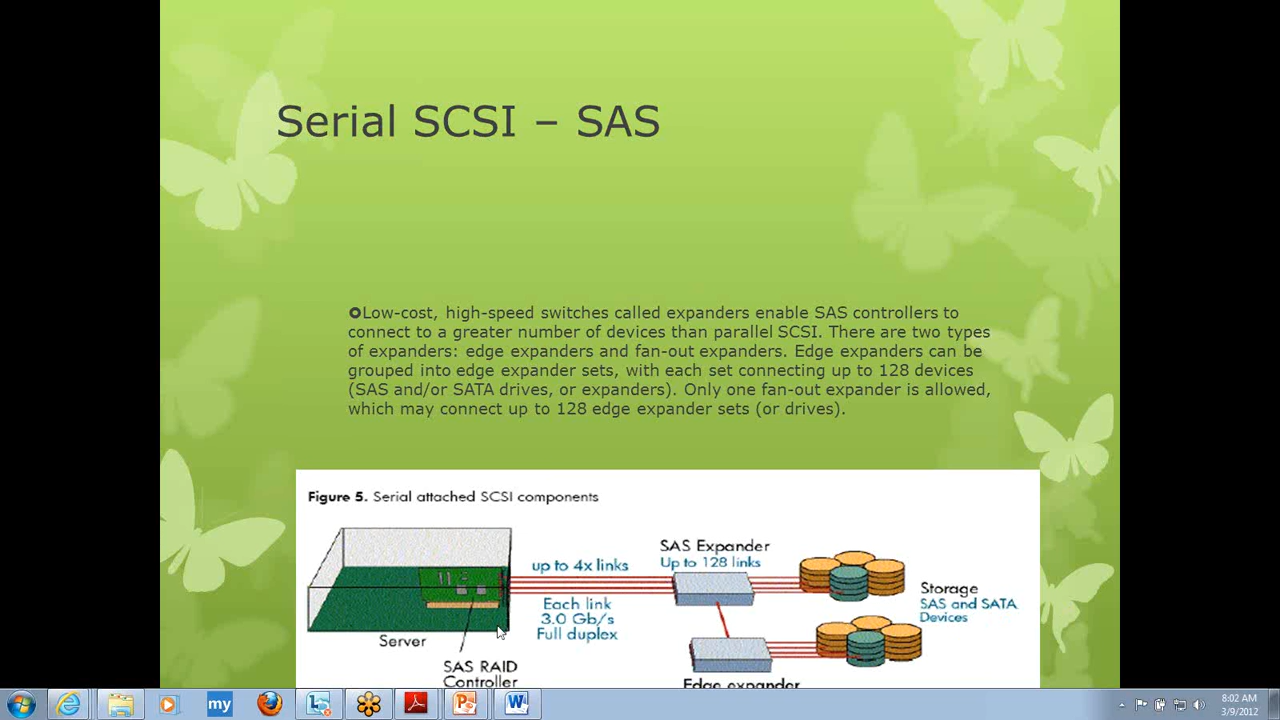 Serial SCSI – SAS
Low-cost, high-speed switches called expanders enable SAS controllers to
connect to a greater number of devices than parallel SCSI. There are two types
of expanders: edge expanders and fan-out expanders. Edge expanders can be
grouped into edge expander sets, with each set connecting up to 128 devices
(SAS and/or SATA drives, or expanders). Only one fan-out expander is allowed,
which may connect up to 128 edge expander sets (or drives).
Figure 5. Serial attached SCSI components
up to 4x links
Each link
3.0 Gb/s
Full duplex
Server
SAS RAID
Controller
SAS Expander
Up to 128 links
Edge expander
Storage
SAS and SATA
Devices
my
8:02 AM
3/9/2012